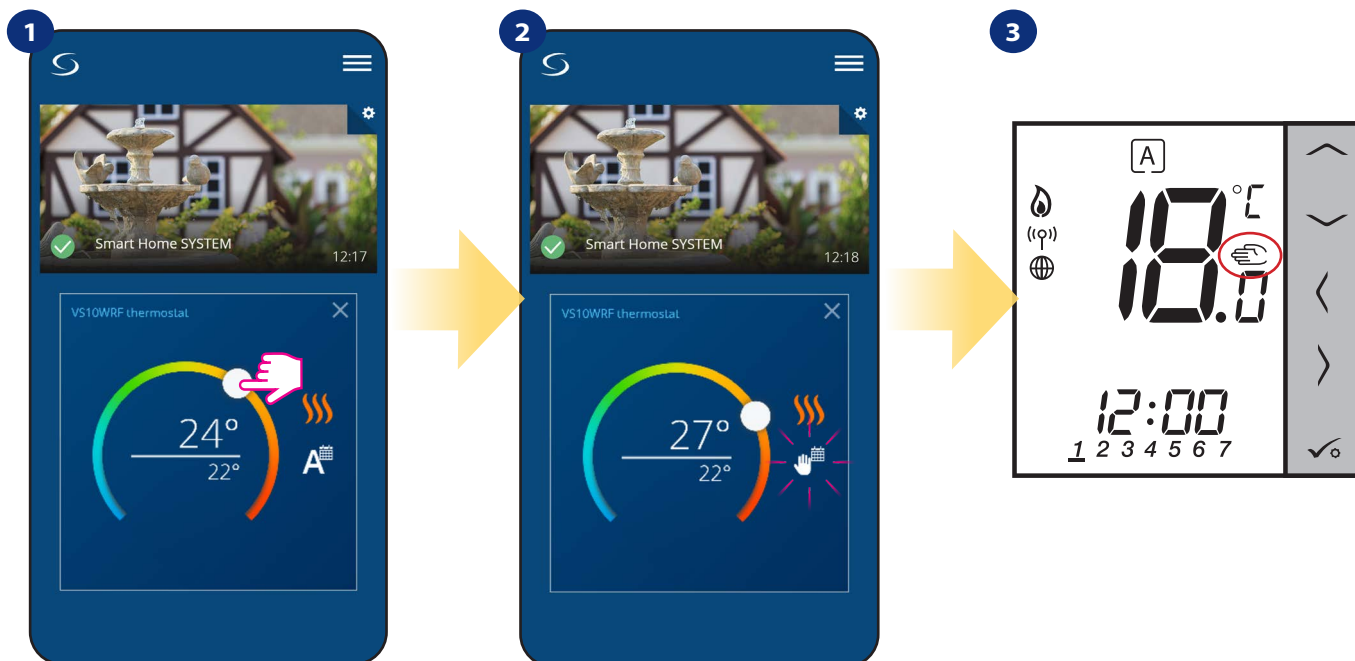 1
Smart Home SYSTEM
12:17
VS10WRF thermostat
24°
22°
A
2
Smart Home SYSTEM
12:18
VS10WRF thermostat
27°
22°
3
A
18.0 °C
12:00
1 2 3 4 5 6 7